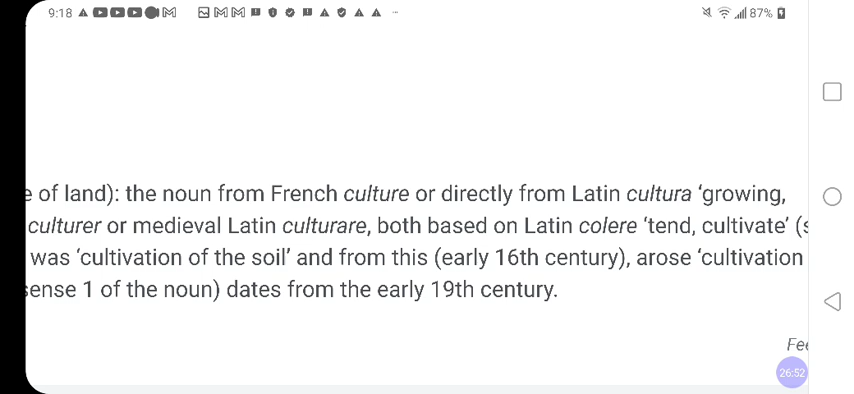 9:18 87%
of land): the noun from French culture or directly from Latin cultura ‘growing,
culturer or medieval Latin culturare, both based on Latin colere ‘tend, cultivate’ (
was ‘cultivation of the soil’ and from this (early 16th century), arose ‘cultivation
sense 1 of the noun) dates from the early 19th century.
26:52